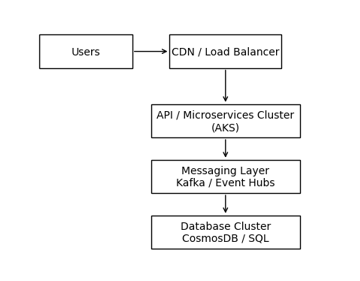 Users
CDN / Load Balancer
API / Microservices Cluster
(AKS)
Messaging Layer
Kafka / Event Hubs
Database Cluster
CosmosDB / SQL